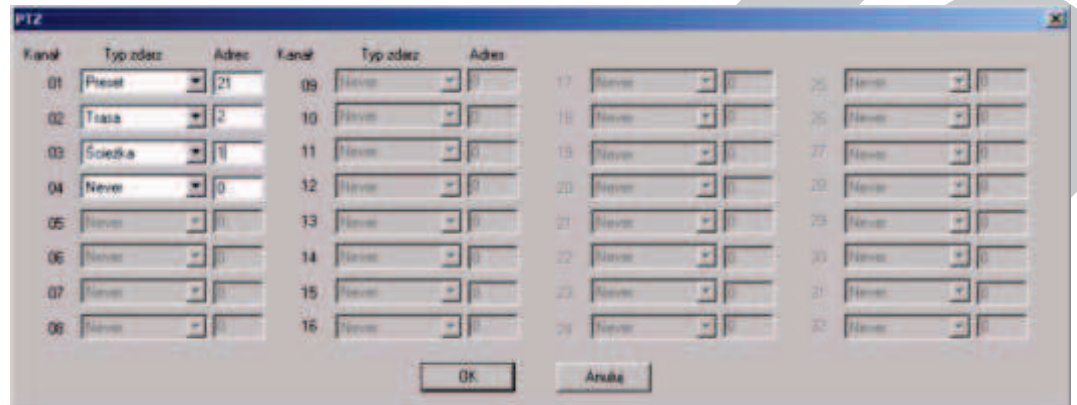 PTZ
Kanał Typ zdarz Adres Kanał Typ zdarz Adres
01 Preset 21 09 Never 0 17 Never 0 25 Never 0
02 Trasa 2 10 Never 0 18 Never 0 26 Never 0
03 Ścieżka 1 11 Never 0 19 Never 0 27 Never 0
04 Never 0 12 Never 0 20 Never 0 28 Never 0
05 Never 0 13 Never 0 21 Never 0 29 Never 0
06 Never 0 14 Never 0 22 Never 0 30 Never 0
07 Never 0 15 Never 0 23 Never 0 31 Never 0
08 Never 0 16 Never 0 24 Never 0 32 Never 0
OK Anuluj